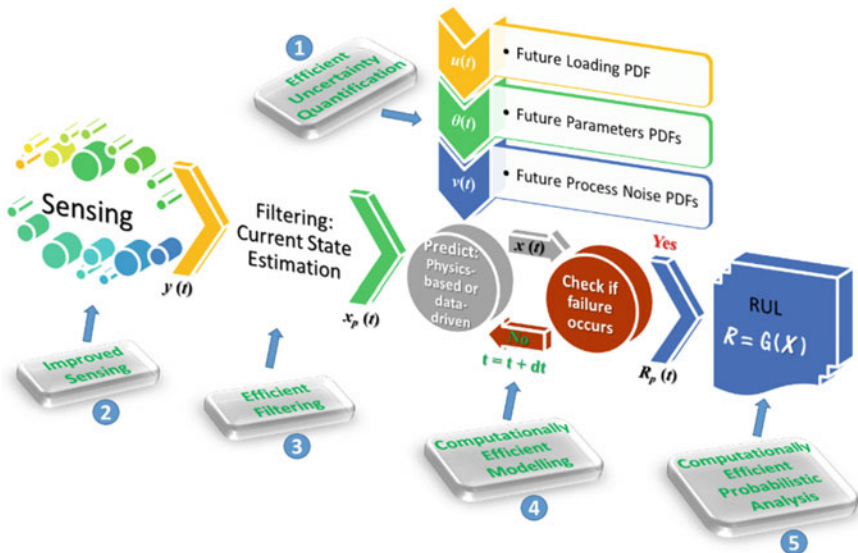 1
Efficient
Uncertainty
Quantification
u(t)
• Future Loading PDF
θ(t)
• Future Parameters PDFs
v(t)
• Future Process Noise PDFs
Sensing
y (t)
Filtering:
Current State
Estimation
x_p (t)
Predict:
Physics-
based or
data-
driven
x (t)
Check if
failure
occurs
No
t = t + dt
Yes
R_p (t)
RUL
R = G(X)
Improved
Sensing
2
Efficient
Filtering
3
Computationally
Efficient
Modelling
4
Computationally
Efficient
Probabilistic
Analysis
5